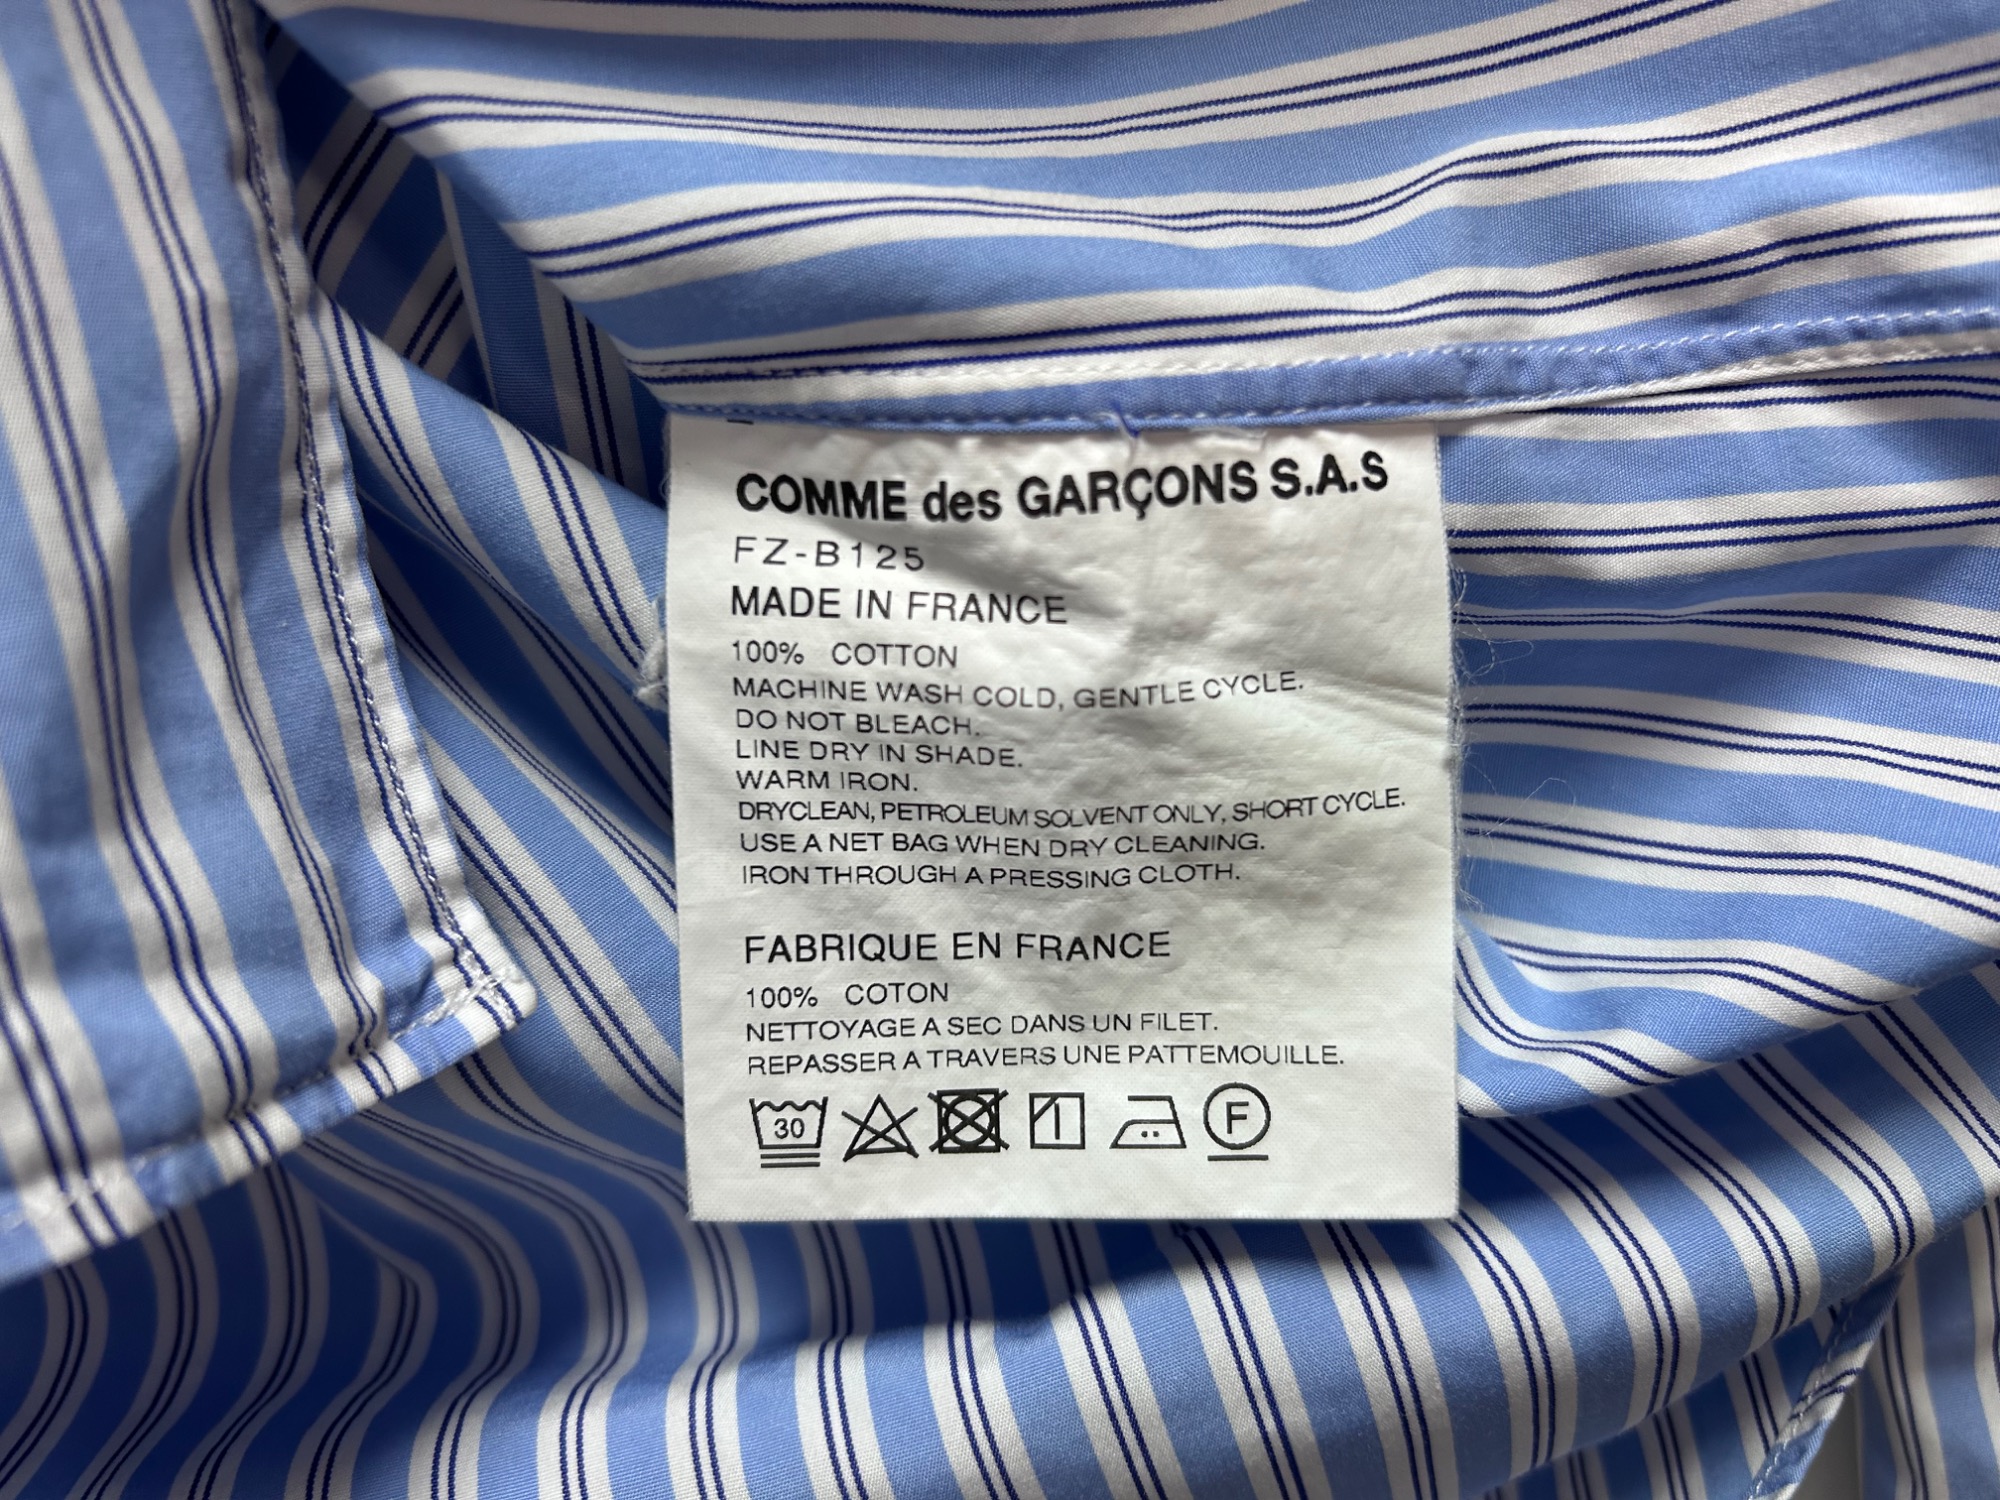 COMME des GARÇONS S.A.S
FZ-B125
MADE IN FRANCE
100% COTTON
MACHINE WASH COLD, GENTLE CYCLE.
DO NOT BLEACH.
LINE DRY IN SHADE.
WARM IRON.
DRYCLEAN, PETROLEUM SOLVENT ONLY, SHORT CYCLE.
USE A NET BAG WHEN DRY CLEANING.
IRON THROUGH A PRESSING CLOTH.
FABRIQUE EN FRANCE
100% COTON
NETTOYAGE A SEC DANS UN FILET.
REPASSER A TRAVERS UNE PATTEMOUILLE.
30 F